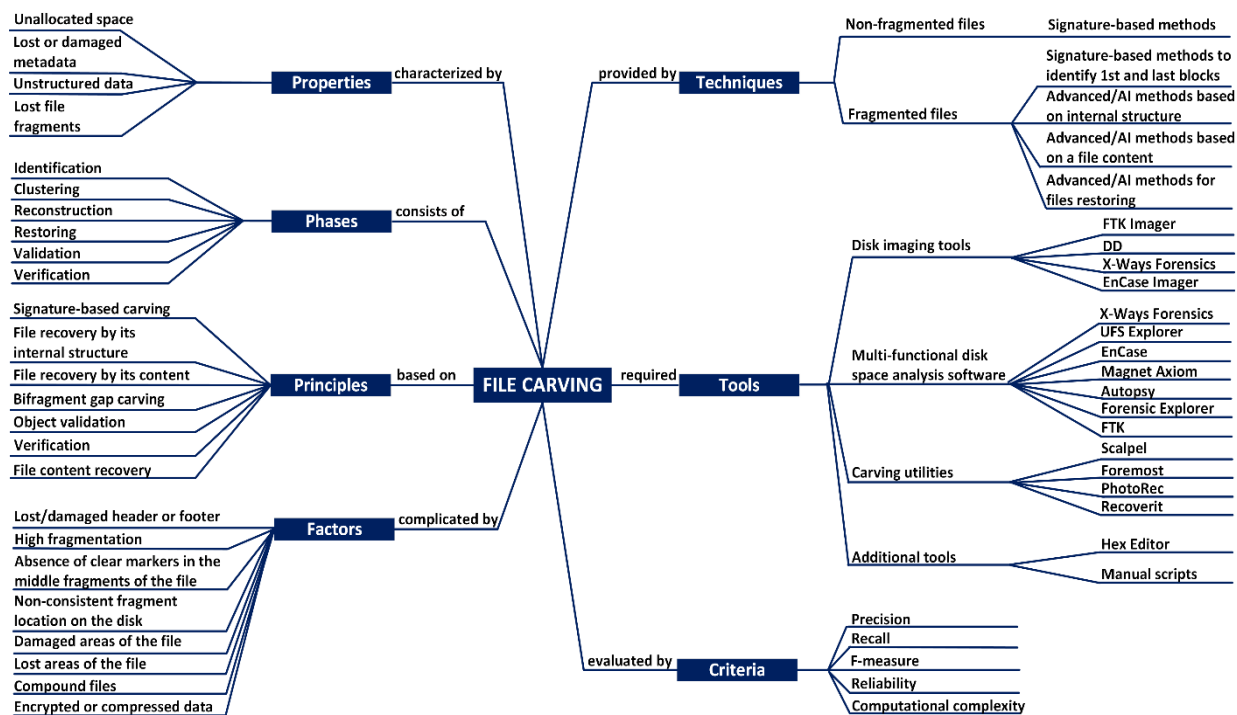 Unallocated space
Lost or damaged
metadata
Unstructured data
Lost file
fragments
Properties
characterized by
Identification
Clustering
Reconstruction
Restoring
Validation
Verification
Phases
consists of
Signature-based carving
File recovery by its
internal structure
File recovery by its content
Bifragment gap carving
Object validation
Verification
File content recovery
Principles
based on
Lost/damaged header or footer
High fragmentation
Absence of clear markers in the
middle fragments of the file
Non-consistent fragment
location on the disk
Damaged areas of the file
Lost areas of the file
Compound files
Encrypted or compressed data
Factors
complicated by
FILE CARVING
provided by
Techniques
Non-fragmented files
Signature-based methods
Fragmented files
Signature-based methods to
identify 1st and last blocks
Advanced/AI methods based
on internal structure
Advanced/AI methods based
on a file content
Advanced/AI methods for
files restoring
required
Tools
Disk imaging tools
FTK Imager
DD
X-Ways Forensics
EnCase Imager
Multi-functional disk
space analysis software
X-Ways Forensics
UFS Explorer
EnCase
Magnet Axiom
Autopsy
Forensic Explorer
FTK
Carving utilities
Scalpel
Foremost
PhotoRec
Recoverit
Additional tools
Hex Editor
Manual scripts
evaluated by
Criteria
Precision
Recall
F-measure
Reliability
Computational complexity